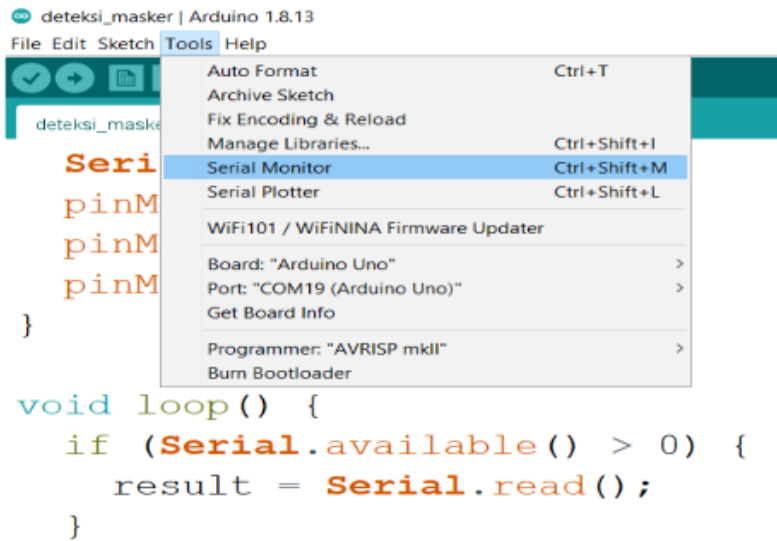 deteksi_masker | Arduino 1.8.13
File Edit Sketch Tools Help
Auto Format Ctrl+T
Archive Sketch
deteksi_maske Fix Encoding & Reload
Manage Libraries... Ctrl+Shift+I
Seri Serial Monitor Ctrl+Shift+M
Serial Plotter Ctrl+Shift+L
pinM
WiFi101 / WiFiNINA Firmware Updater
pinM
Board: "Arduino Uno" >
pinM Port: "COM19 (Arduino Uno)" >
Get Board Info
}
Programmer: "AVRISP mkII" >
Burn Bootloader
void loop() {
if (Serial.available() > 0) {
result = Serial.read();
}